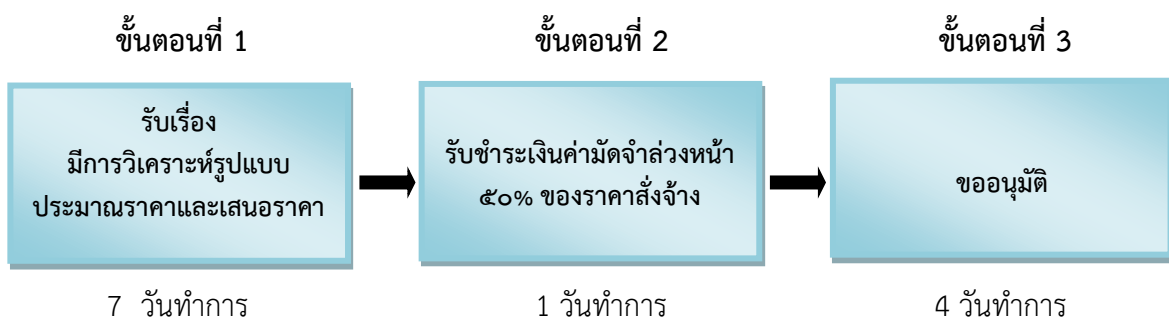 ขั้นตอนที่ 1
รับเรื่อง
มีการวิเคราะห์รูปแบบ
ประมาณราคาและเสนอราคา
7 วันทำการ
ขั้นตอนที่ 2
รับชำระเงินค่ามัดจำล่วงหน้า
๕๐% ของราคาสั่งจ้าง
1 วันทำการ
ขั้นตอนที่ 3
ขออนุมัติ
4 วันทำการ